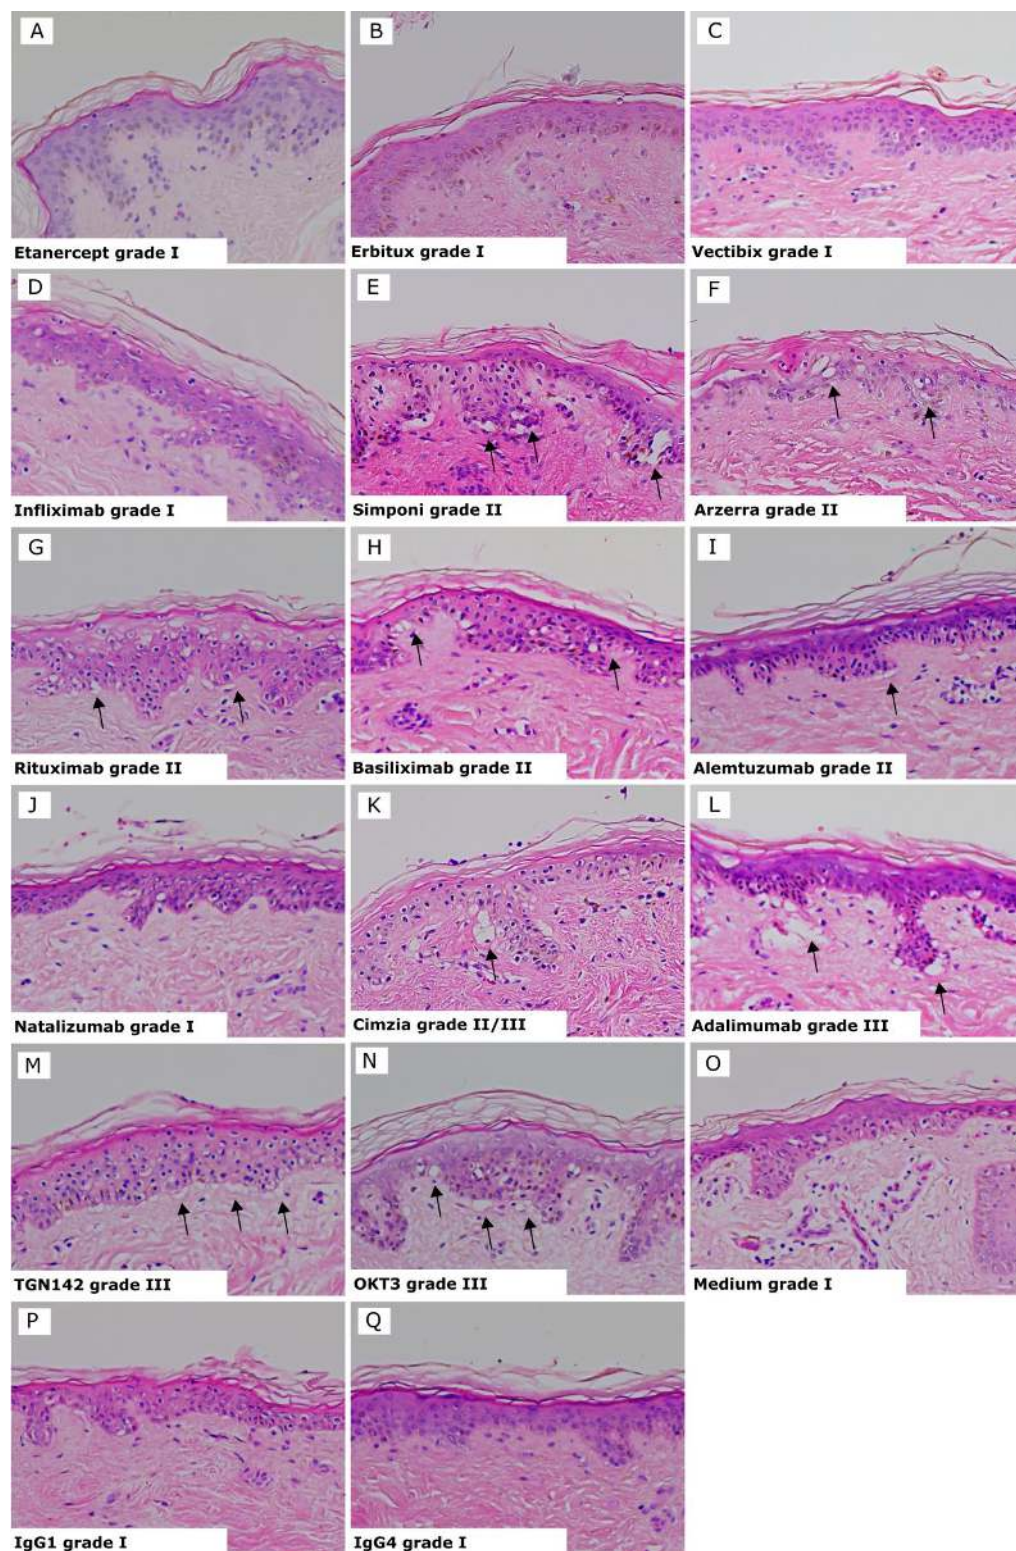 A
Etanercept grade I
B
Erbitux grade I
C
Vectibix grade I
D
Infliximab grade I
E
Simponi grade II
F
Arzerra grade II
G
Rituximab grade II
H
Basiliximab grade II
I
Alemtuzumab grade II
J
Natalizumab grade I
K
Cimzia grade II/III
L
Adalimumab grade III
M
TGN142 grade III
N
OKT3 grade III
O
Medium grade I
P
IgG1 grade I
Q
IgG4 grade I